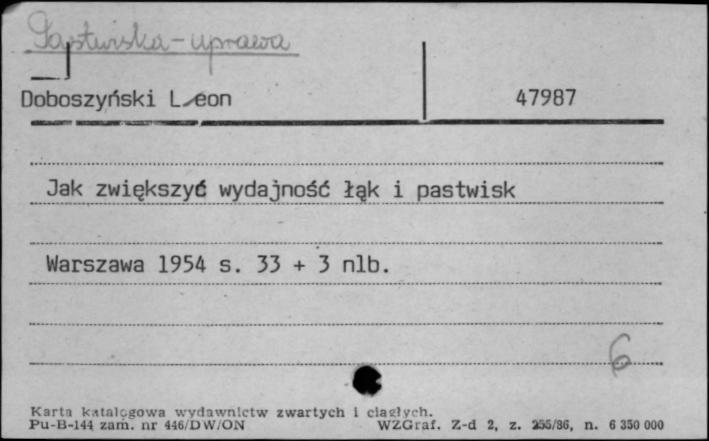 Pastwiska - uprawa
Doboszyński Leon 47987
Jak zwiększyć wydajność łąk i pastwisk
Warszawa 1954 s. 33 + 3 nlb.
6
Karta katalogowa wydawnictw zwartych i ciągłych.
Pu-B-144 zam. nr 446/DW/ON WZGraf. Z-d 2, z. 255/86, n. 6 350 000